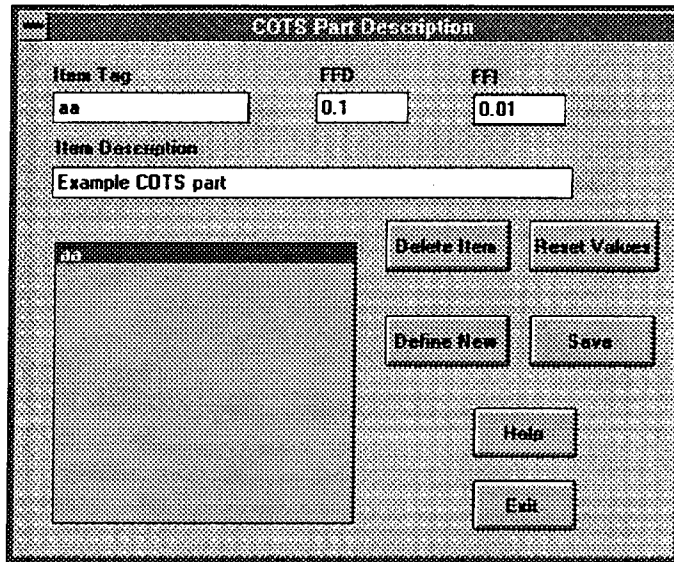 COTS Part Description
Item Tag FFD FFI
aa 0.1 0.01
Item Description
Example COTS part
aa
Delete Item Reset Values
Define New Save
Help
Exit